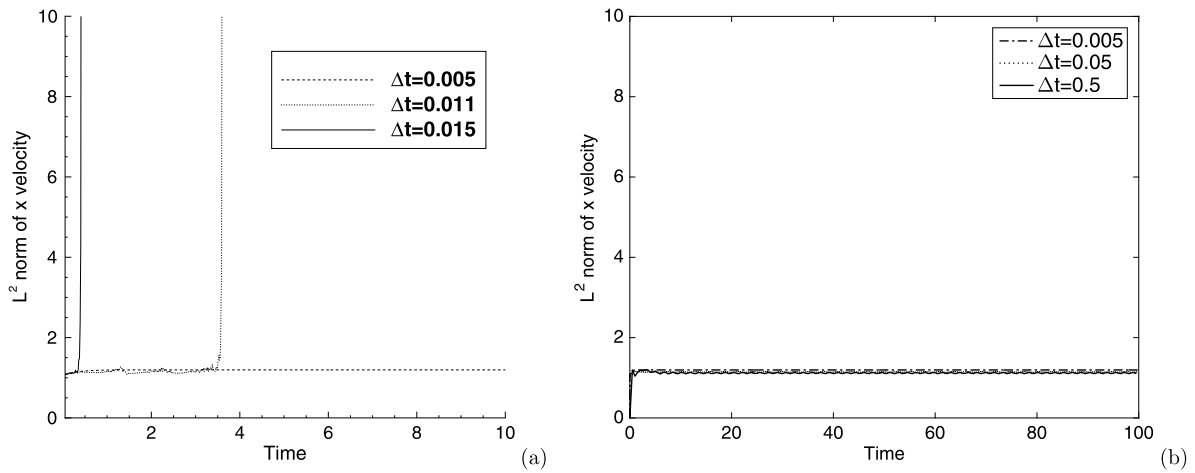 10
8
6
4
2
0
L² norm of x velocity
Δt=0.005
Δt=0.011
Δt=0.015
2 4 6 8 10
Time
(a)
10
8
6
4
2
0
L² norm of x velocity
Δt=0.005
Δt=0.05
Δt=0.5
0 20 40 60 80 100
Time
(b)